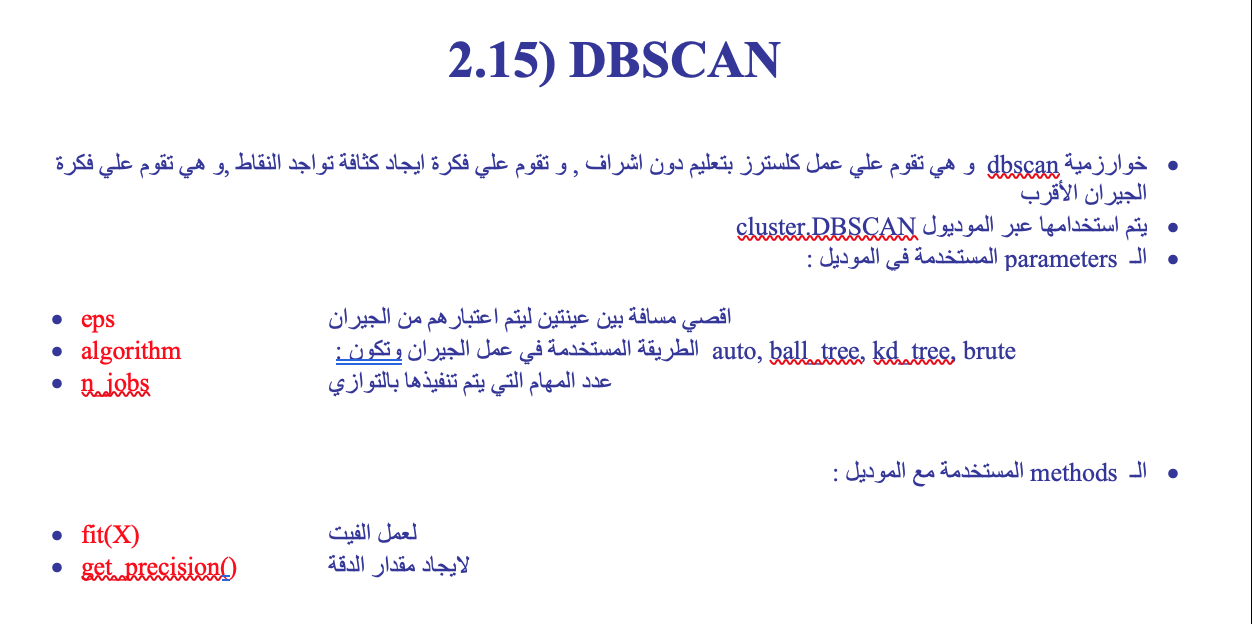 2.15) DBSCAN
• خوارزمية dbscan و هي تقوم علي عمل كلسترز بتعليم دون اشراف , و تقوم علي فكرة ايجاد كثافة تواجد النقاط ,و هي تقوم علي فكرة
الجيران الأقرب
• يتم استخدامها عبر الموديول cluster.DBSCAN
• الـ parameters المستخدمة في الموديل :
• eps اقصي مسافة بين عينتين ليتم اعتبارهم من الجيران
• algorithm الطريقة المستخدمة في عمل الجيران وتكون : auto, ball_tree, kd_tree, brute
• n_jobs عدد المهام التي يتم تنفيذها بالتوازي
• الـ methods المستخدمة مع الموديل :
• fit(X) لعمل الفيت
• get_precision() لايجاد مقدار الدقة